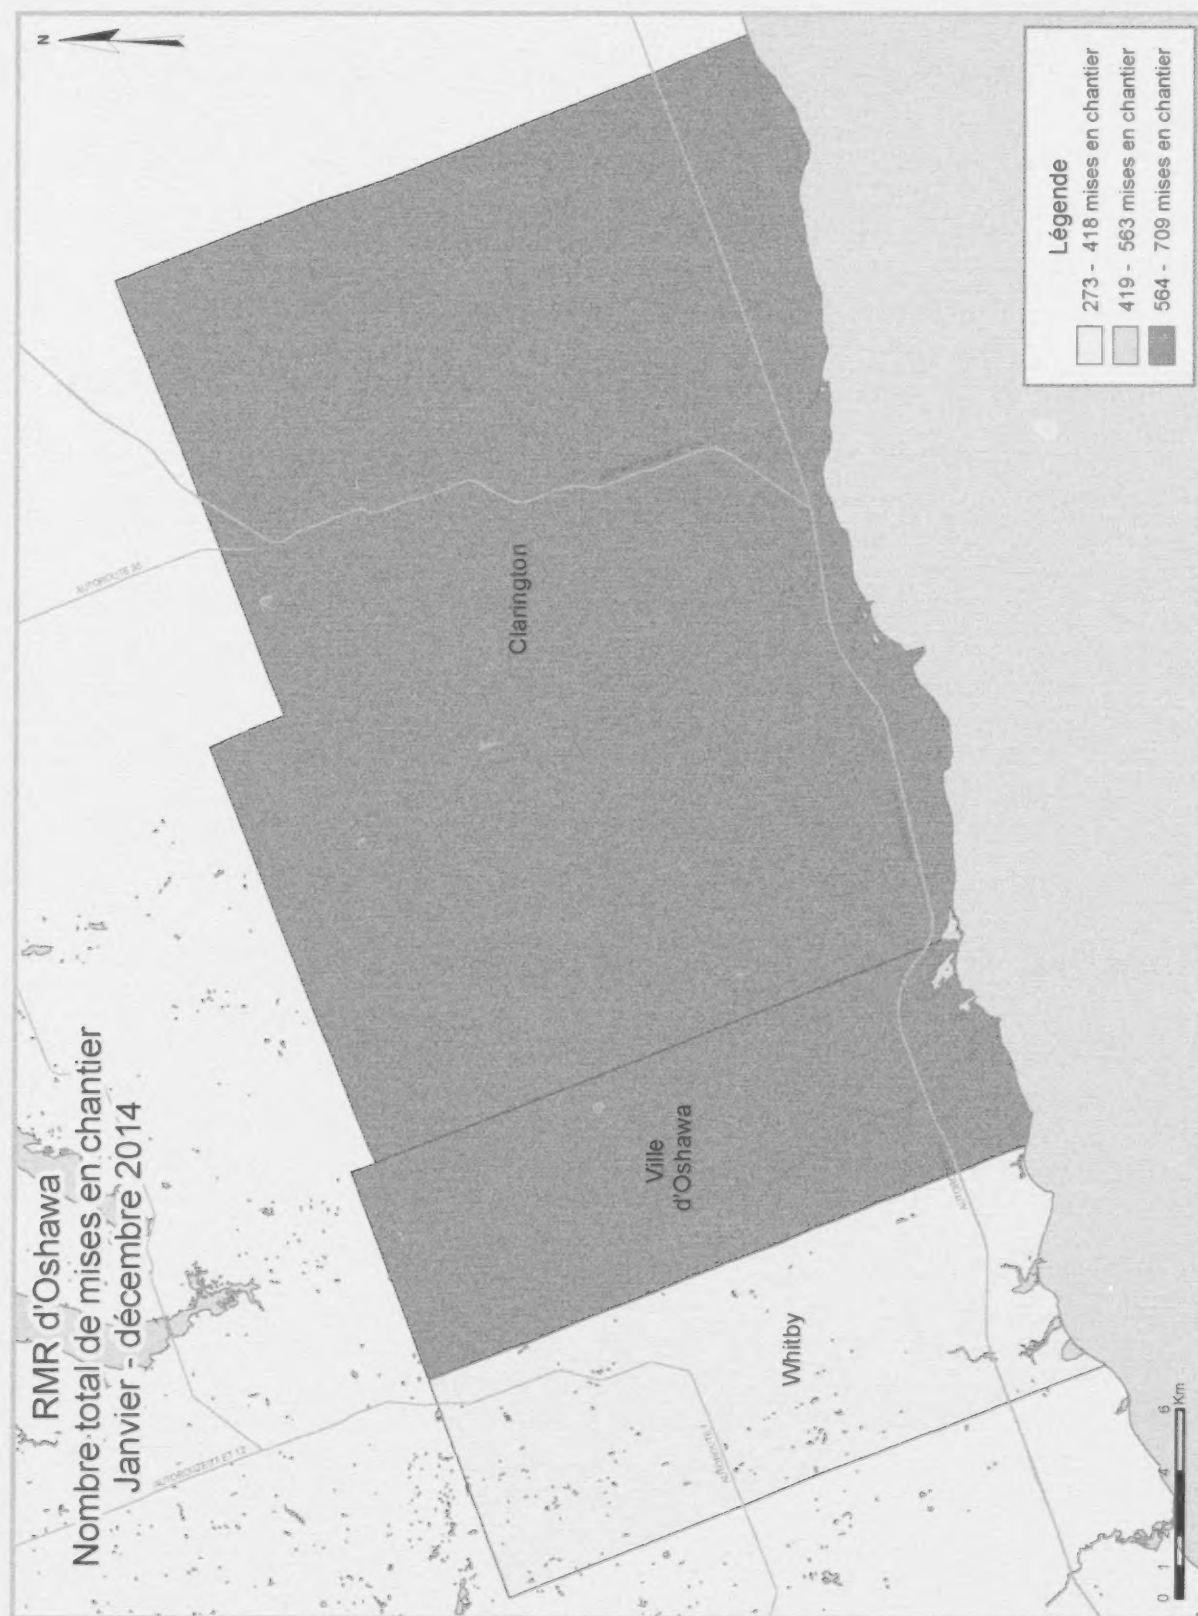 RMR d'Oshawa
Nombre total de mises en chantier
Janvier - décembre 2014
N
AUTOROUTE
Clarington
Ville
d'Oshawa
Whitby
Légende
273 - 418 mises en chantier
419 - 563 mises en chantier
564 - 709 mises en chantier
0 1 2 4 6
Km